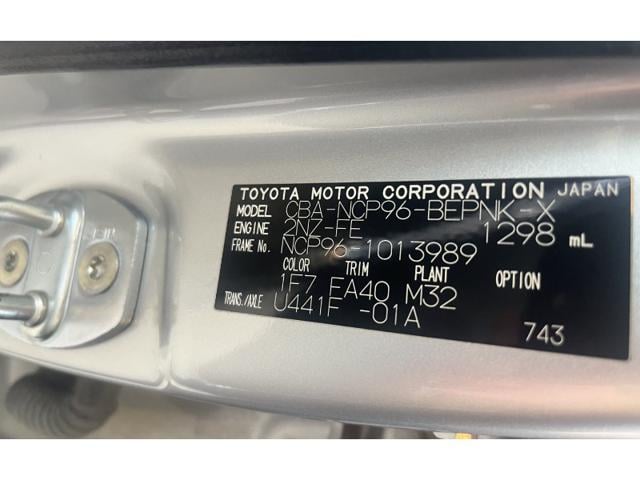 TOYOTA MOTOR CORPORATION JAPAN
MODEL CBA-NCP96-BEPNK-X
ENGINE 2NZ-FE 1298 mL
FRAME No. NCP96-1013989
COLOR TRIM PLANT OPTION
1F7 FA40 M32
TRANS./AXLE U441F -01A
743